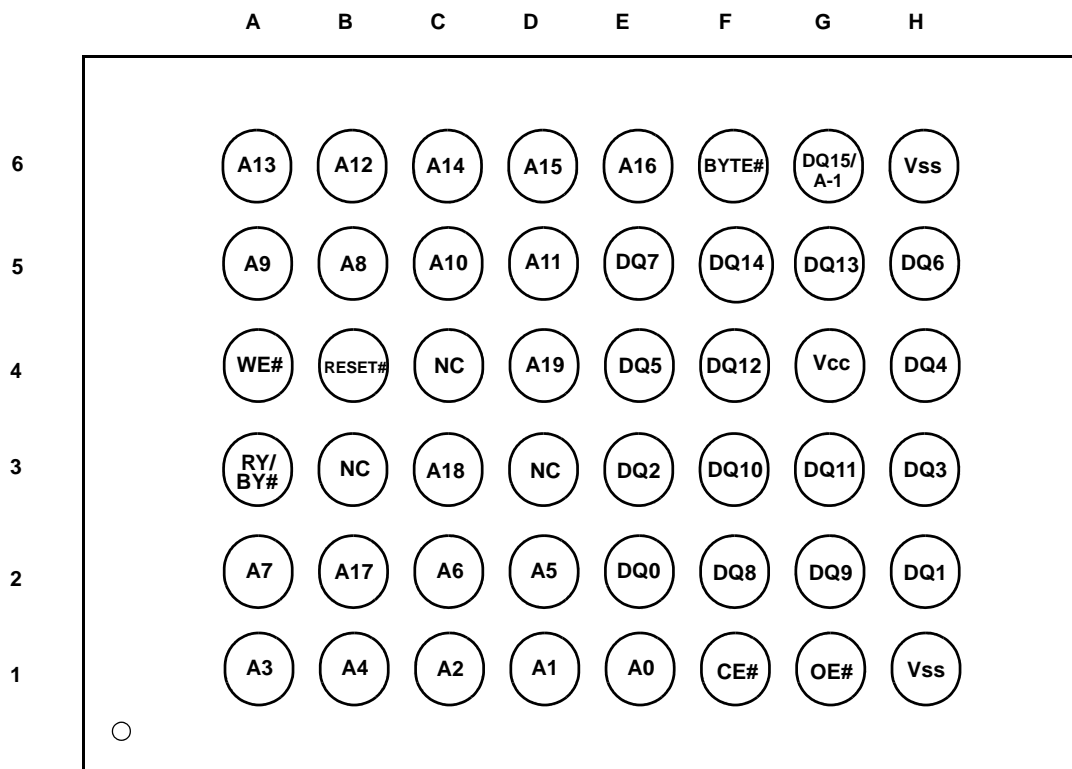 A B C D E F G H
6 A13 A12 A14 A15 A16 BYTE# DQ15/
A-1 Vss
5 A9 A8 A10 A11 DQ7 DQ14 DQ13 DQ6
4 WE# RESET# NC A19 DQ5 DQ12 Vcc DQ4
3 RY/
BY# NC A18 NC DQ2 DQ10 DQ11 DQ3
2 A7 A17 A6 A5 DQ0 DQ8 DQ9 DQ1
1 A3 A4 A2 A1 A0 CE# OE# Vss